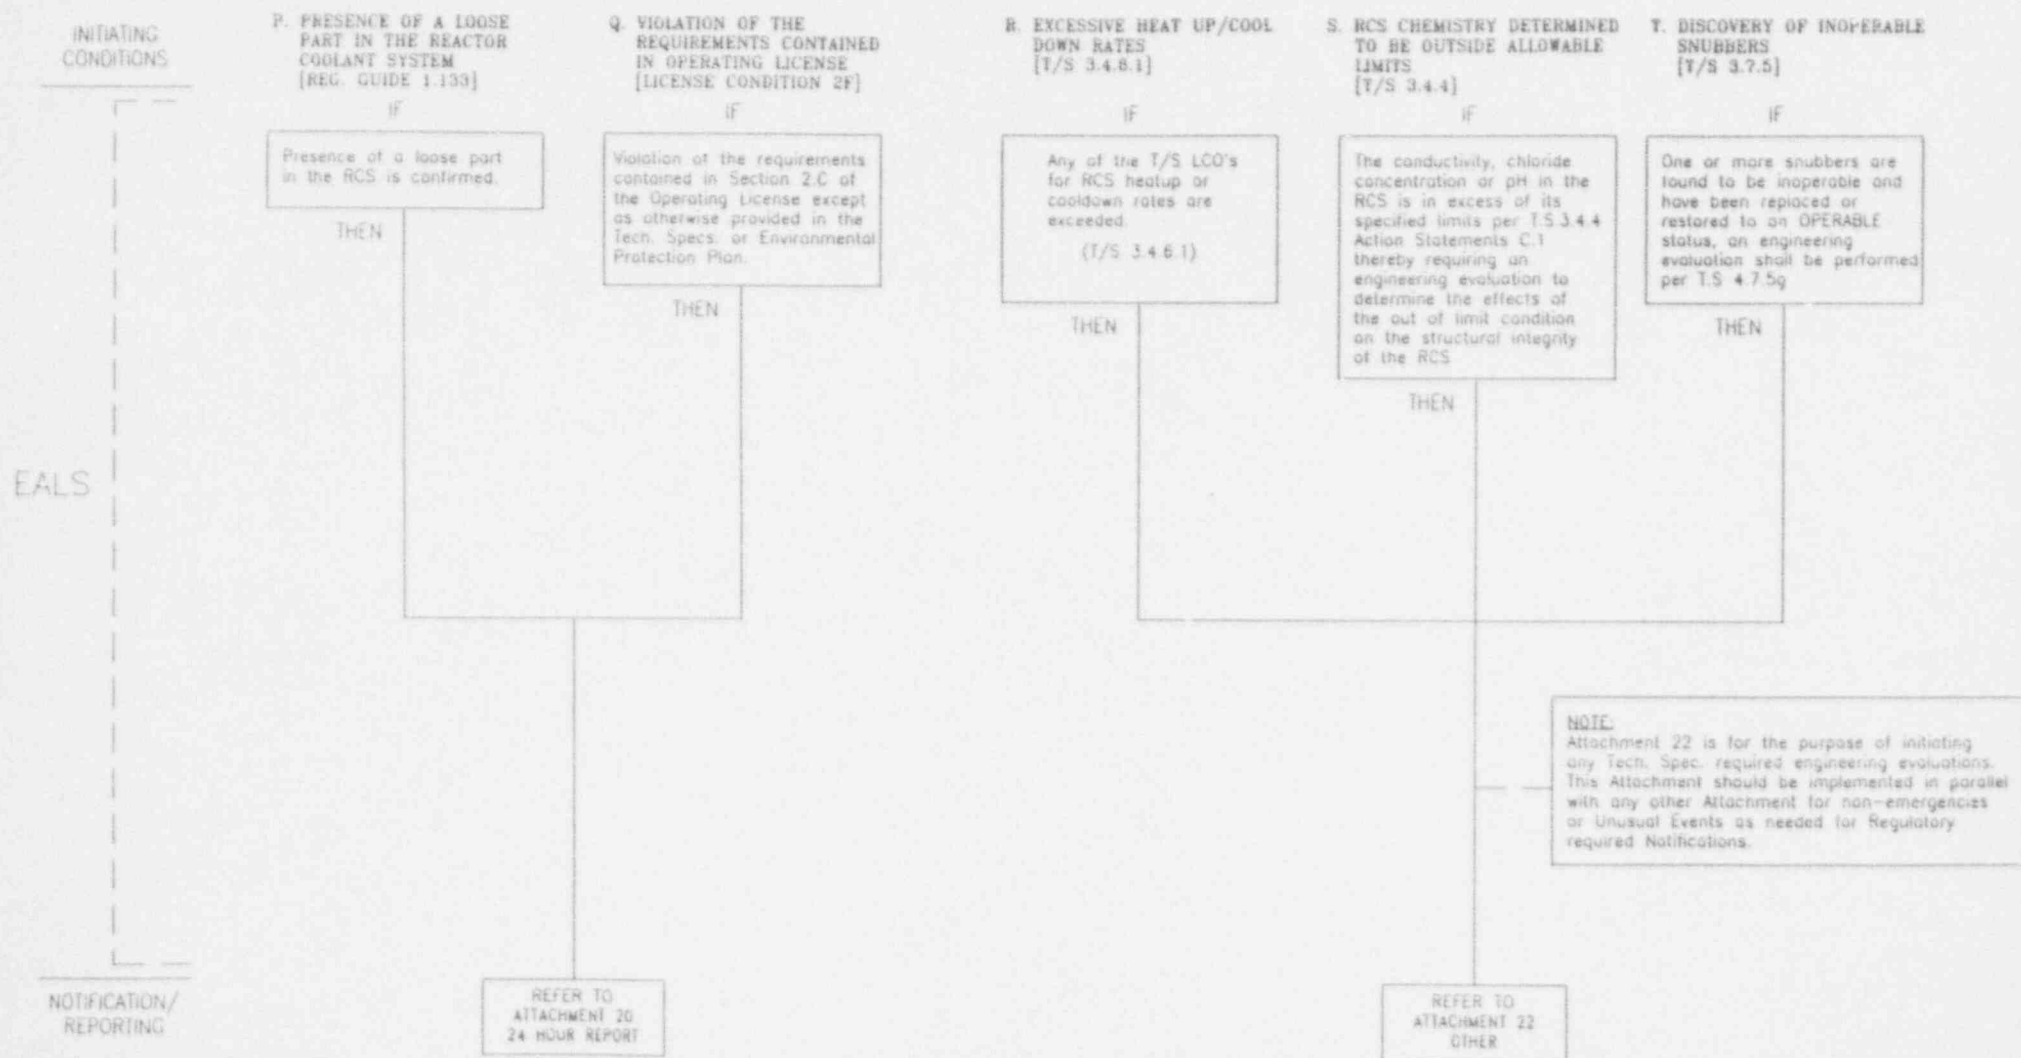 INITIATING
CONDITIONS
P. PRESENCE OF A LOOSE
PART IN THE REACTOR
COOLANT SYSTEM
[REG. GUIDE 1.133]
IF
Presence of a loose part
in the RCS is confirmed.
THEN
Q. VIOLATION OF THE
REQUIREMENTS CONTAINED
IN OPERATING LICENSE
[LICENSE CONDITION 2F]
IF
Violation of the requirements
contained in Section 2.C of
the Operating License except
as otherwise provided in the
Tech. Specs. or Environmental
Protection Plan.
THEN
R. EXCESSIVE HEAT UP/COOL
DOWN RATES
[T/S 3.4.6.1]
IF
Any of the T/S LCO's
for RCS heatup or
cooldown rates are
exceeded.
(T/S 3.4.6.1)
THEN
S. RCS CHEMISTRY DETERMINED
TO BE OUTSIDE ALLOWABLE
LIMITS
[T/S 3.4.4]
IF
The conductivity, chloride
concentration or pH in the
RCS is in excess of its
specified limits per T.S.3.4.4
Action Statements C.1
thereby requiring an
engineering evaluation to
determine the effects of
the out of limit condition
on the structural integrity
of the RCS
THEN
T. DISCOVERY OF INOPERABLE
SNUBBERS
[T/S 3.7.5]
IF
One or more snubbers are
found to be inoperable and
have been replaced or
restored to an OPERABLE
status, an engineering
evaluation shall be performed
per T.S 4.7.5g
THEN
EALS
NOTE:
Attachment 22 is for the purpose of initiating
any Tech. Spec. required engineering evaluations.
This Attachment should be implemented in parallel
with any other Attachment for non-emergencies
or Unusual Events as needed for Regulatory
required Notifications.
NOTIFICATION/
REPORTING
REFER TO
ATTACHMENT 20
24 HOUR REPORT
REFER TO
ATTACHMENT 22
OTHER